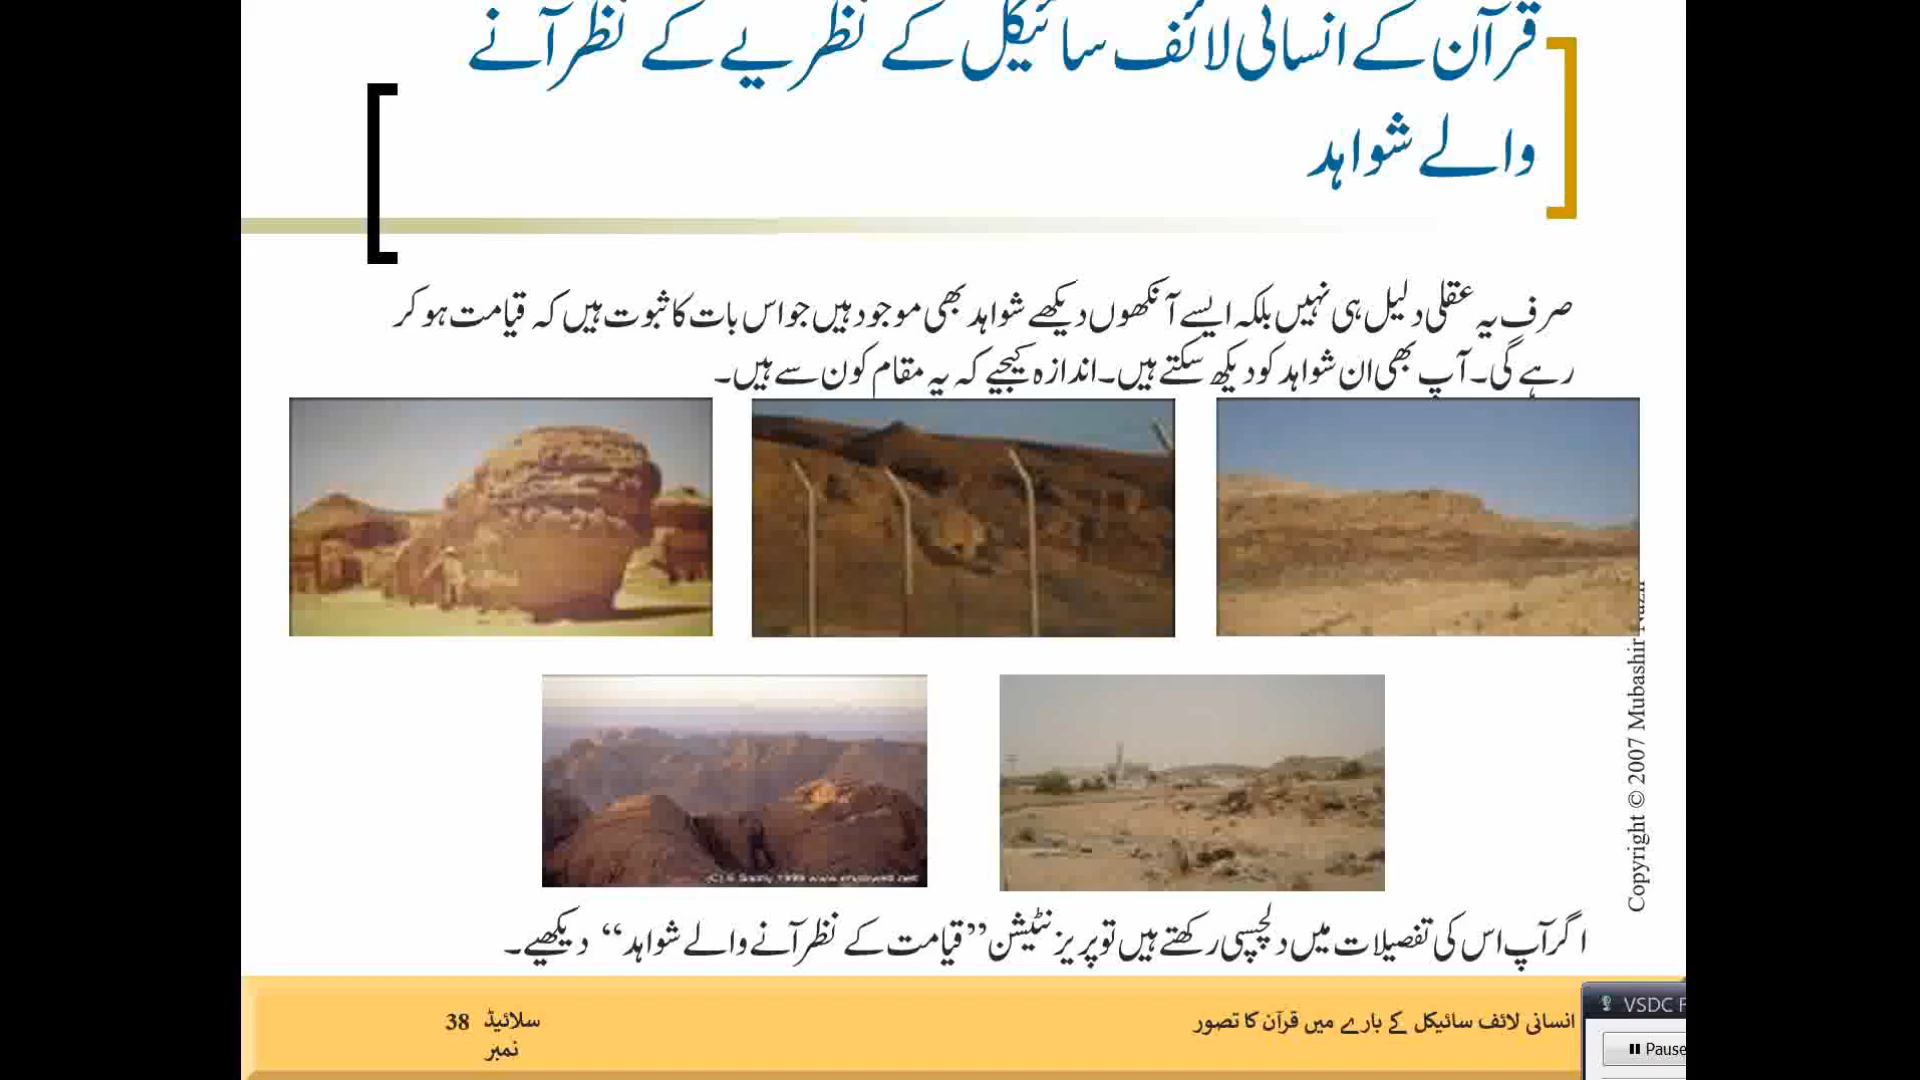 قرآن کے انسانی لائف سائیکل کے نظریے کے نظر آنے
والے شواہد
صرف یہ عقلی دلیل ہی نہیں بلکہ ایسے آنکھوں دیکھے شواہد بھی موجود ہیں جو اس بات کا ثبوت ہیں کہ قیامت ہو کر
رہے گی۔ آپ بھی ان شواہد کو دیکھ سکتے ہیں۔ اندازہ کیجیے کہ یہ مقام کون سے ہیں۔
Copyright © 2007 Mubashir Nazir
اگر آپ اس کی تفصیلات میں دلچسپی رکھتے ہیں تو پریزنٹیشن ”قیامت کے نظر آنے والے شواہد“ دیکھیے۔
انسانی لائف سائیکل کے بارے میں قرآن کا تصور
سلائیڈ 38
نمبر
VSDC F
Pause